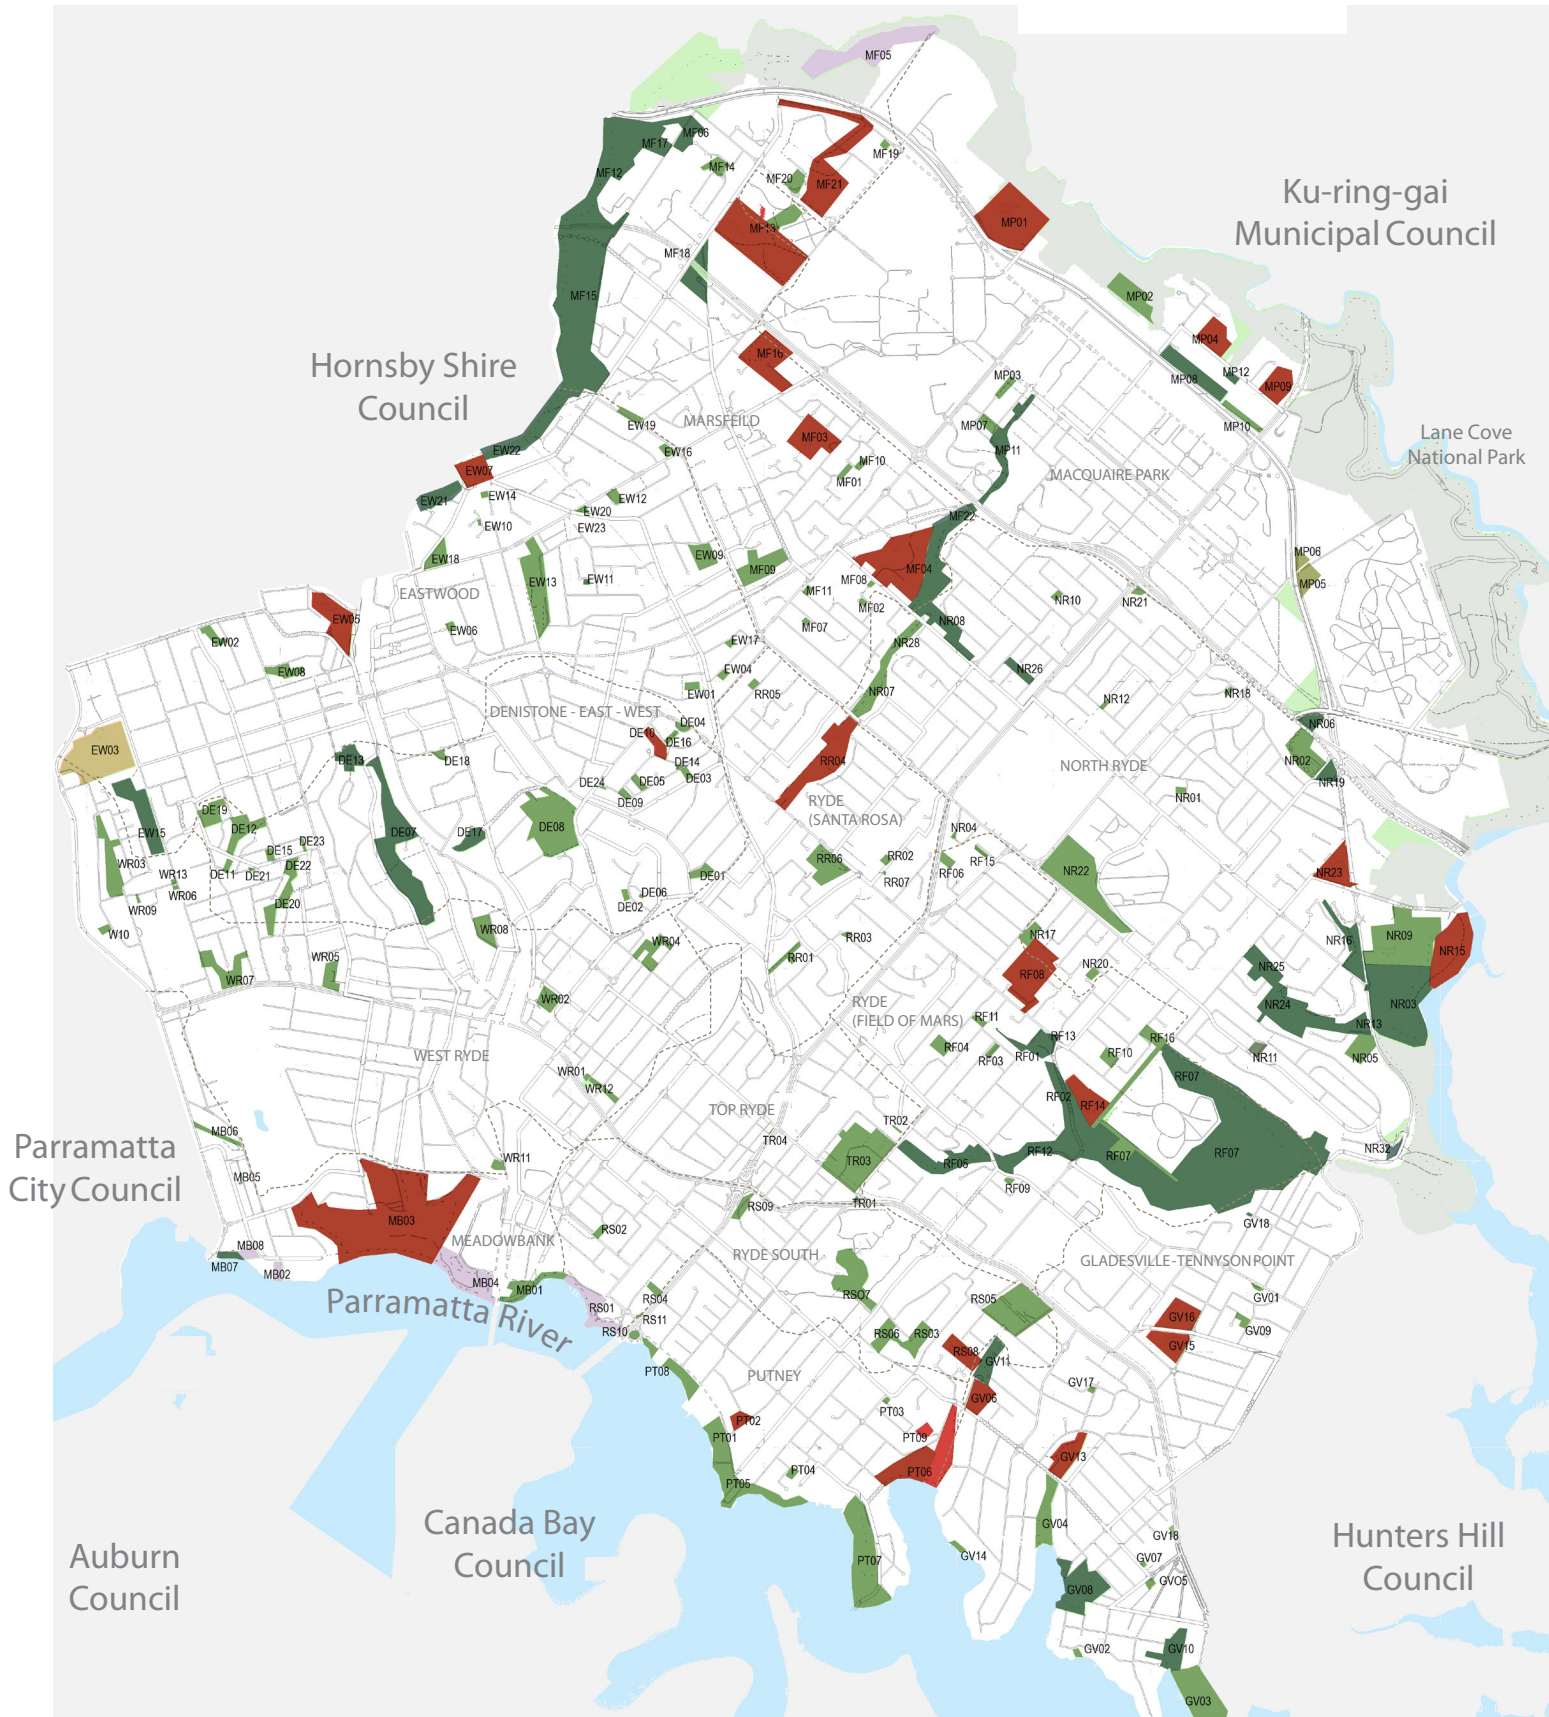 MF05
MF06
MF17
MF12
MF14
MF19
MF20
MF21
Ku-ring-gai
Municipal Council
MP01
MF13
MF18
MF15
MP02
Hornsby Shire
Council
MF16
MP04
MP12
MP08
MP09
MP03
MP10
EW19
MARSFEILD
MP07
Lane Cove
National Park
EW22
EW16
MF03
MP11
MF10
MF01
MACQUAIRE PARK
EW07
EW21
EW14
EW12
EW20
EW10
EW23
MF22
EW18
EW09
MP06
EW13
EW11
MF09
MF08
MF04
MP05
EASTWOOD
MF11
MF02
NR10
NR21
EW05
EW06
MF07
NR08
EW02
EW17
NR28
EW08
EW04
NR26
EW01
RR05
NR07
NR12
NR18
DENISTONE - EAST - WEST
DE04
NR06
DE10
DE16
EW03
DE13
DE18
DE14
RR04
NORTH RYDE
NR02
DE24
DE05
DE03
NR19
DE09
NR01
RYDE
(SANTA ROSA)
DE19
DE12
DE08
EW15
DE07
DE17
NR04
DE23
DE15
WR03
DE22
RR06
RR02
RF15
WR13
DE11
DE21
DE01
RR07
RF06
NR22
NR23
WR06
DE06
WR09
DE20
DE02
W10
WR08
WR04
RR03
NR17
NR16
NR09
NR15
WR05
RR01
RF08
NR20
NR25
WR07
WR02
RYDE
(FIELD OF MARS)
NR24
NR03
RF11
NR13
RF13
RF16
WEST RYDE
RF04
RF03
RF01
RF10
NR11
NR05
WR01
RF07
WR12
RF02
RF14
TOP RYDE
TR02
MB06
TR04
Parramatta
City Council
NR32
RF07
RF07
RF12
WR11
TR03
RF05
MB05
RF09
TR01
RS09
MB03
GV18
RS02
MEADOWBANK
MB08
RYDE SOUTH
GLADESVILLE-TENNYSON POINT
MB07
MB02
MB04
MB01
RSO7
RS05
GV01
Parramatta River
RS01
RS04
RS11
GV16
GV09
RS10
RS06
RS03
RS08
GV15
GV11
PT08
PUTNEY
GV17
GV06
PT03
PT02
PT01
PT09
GV13
PT04
PT06
PT05
Canada Bay
Council
GV04
Auburn
Council
Hunters Hill
Council
GV18
GV14
PT07
GV07
GVO5
GV08
GV02
GV10
GV03